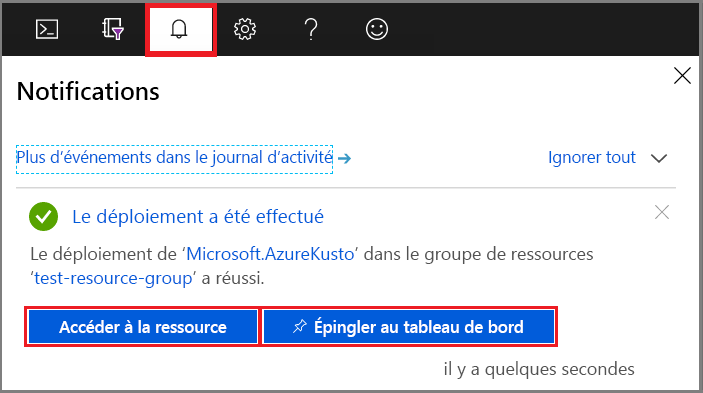 Notifications
Plus d’événements dans le journal d’activité
Ignorer tout
Le déploiement a été effectué
Le déploiement de ‘Microsoft.AzureKusto’ dans le groupe de ressources
‘test-resource-group’ a réussi.
Accéder à la ressource
Épingler au tableau de bord
il y a quelques secondes